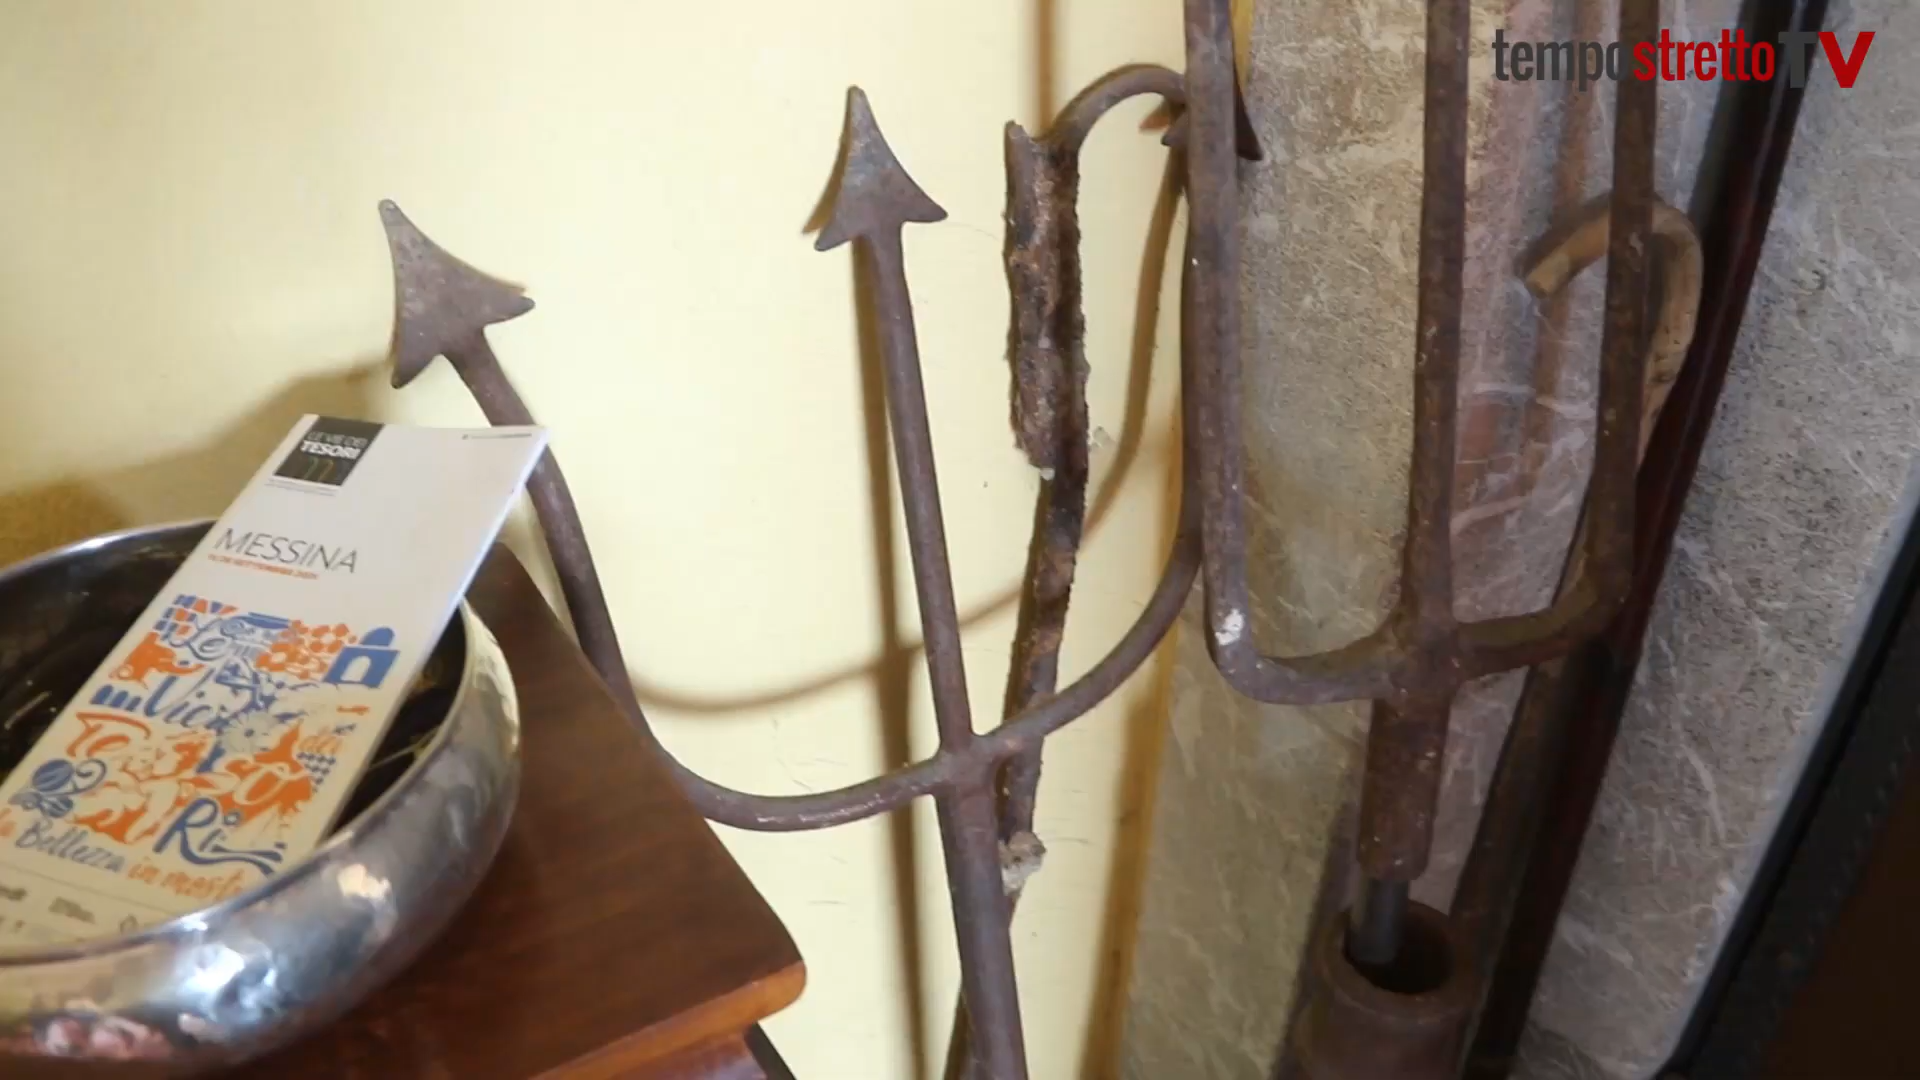 tempostrettoTV
LE VIE DEI
TESORI
MESSINA
Le
Vie
dei
Te
SO
Ri
la Bellezza in mostra